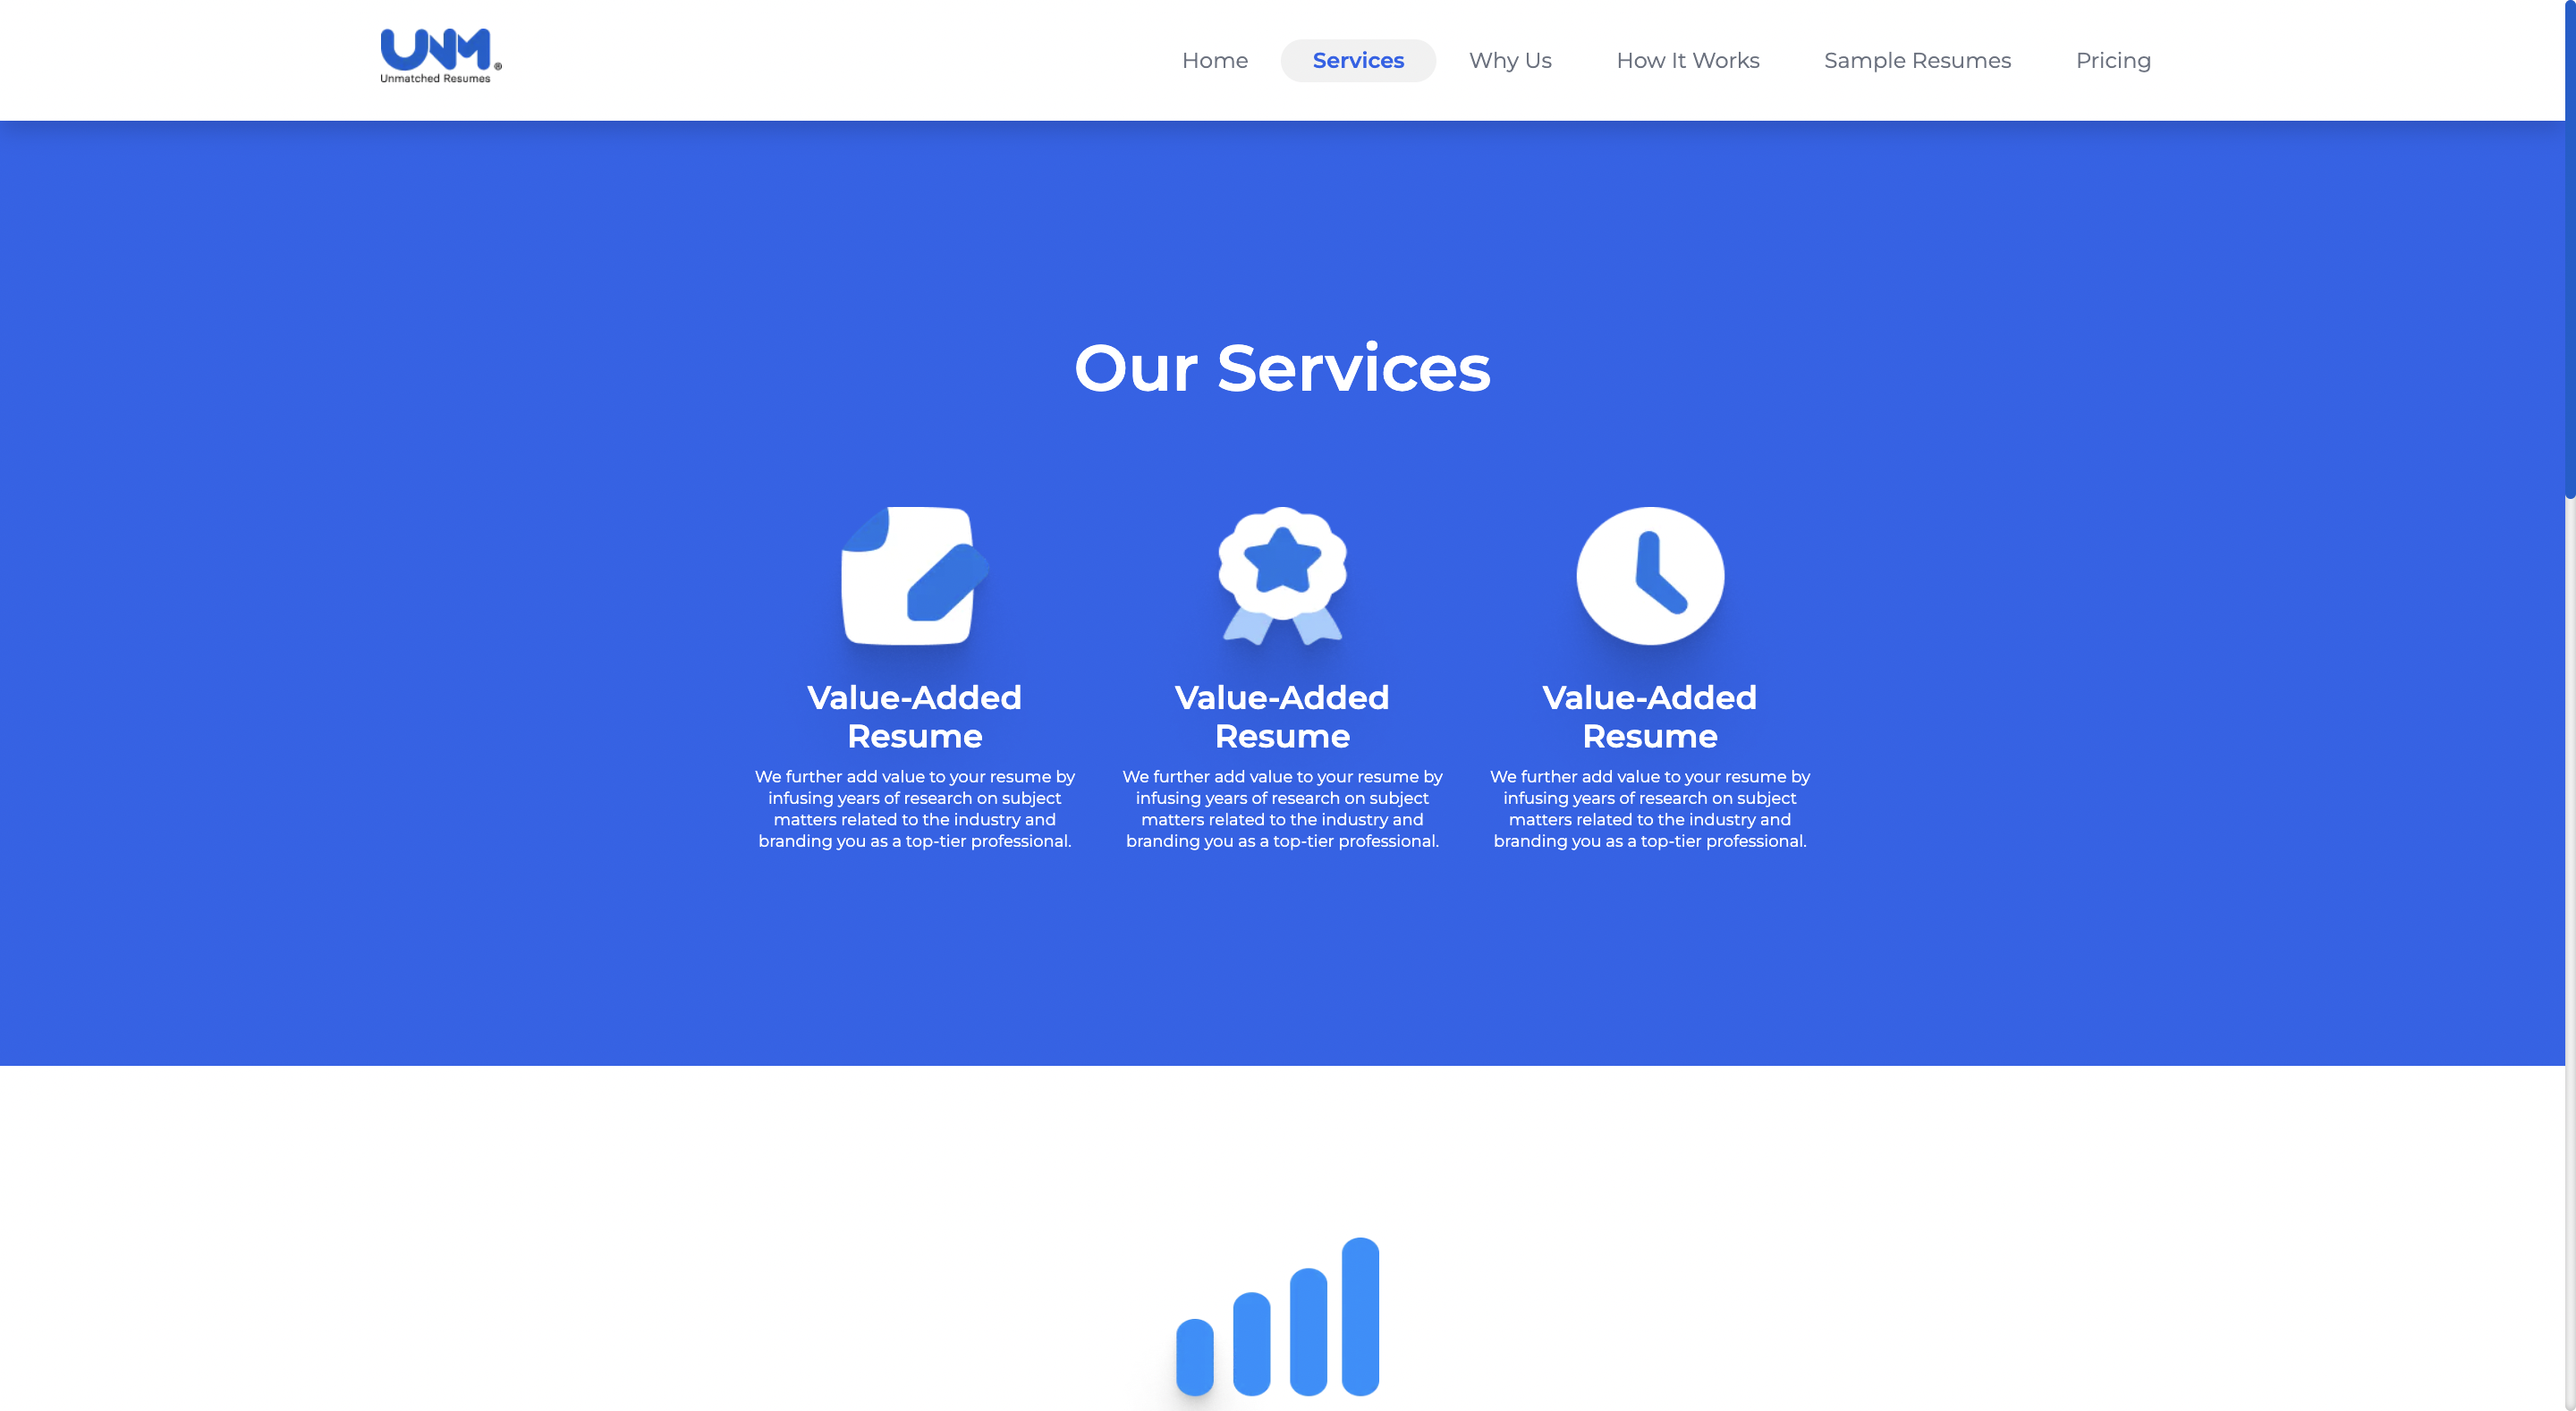 UNM®
Unmatched Resumes
Home Services Why Us How It Works Sample Resumes Pricing
Our Services
Value-Added
Resume
We further add value to your resume by
infusing years of research on subject
matters related to the industry and
branding you as a top-tier professional.
Value-Added
Resume
We further add value to your resume by
infusing years of research on subject
matters related to the industry and
branding you as a top-tier professional.
Value-Added
Resume
We further add value to your resume by
infusing years of research on subject
matters related to the industry and
branding you as a top-tier professional.